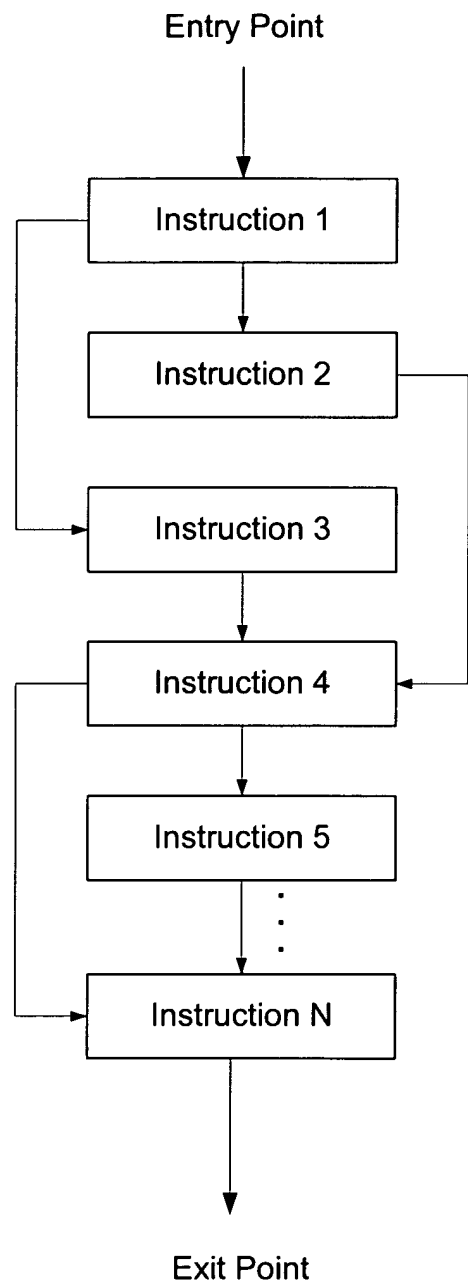 Entry Point
Instruction 1
Instruction 2
Instruction 3
Instruction 4
Instruction 5
Instruction N
Exit Point